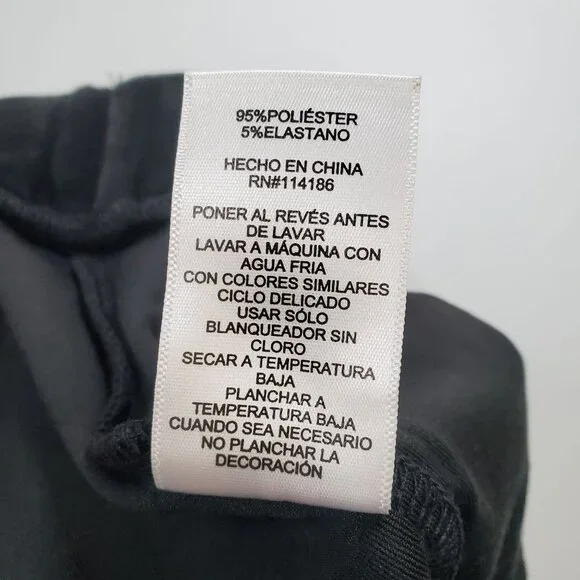 95%POLIÉSTER
5%ELASTANO
HECHO EN CHINA
RN#114186
PONER AL REVÉS ANTES
DE LAVAR
LAVAR A MÁQUINA CON
AGUA FRIA
CON COLORES SIMILARES
CICLO DELICADO
USAR SÓLO
BLANQUEADOR SIN
CLORO
SECAR A TEMPERATURA
BAJA
PLANCHAR A
TEMPERATURA BAJA
CUANDO SEA NECESARIO
NO PLANCHAR LA
DECORACIÓN